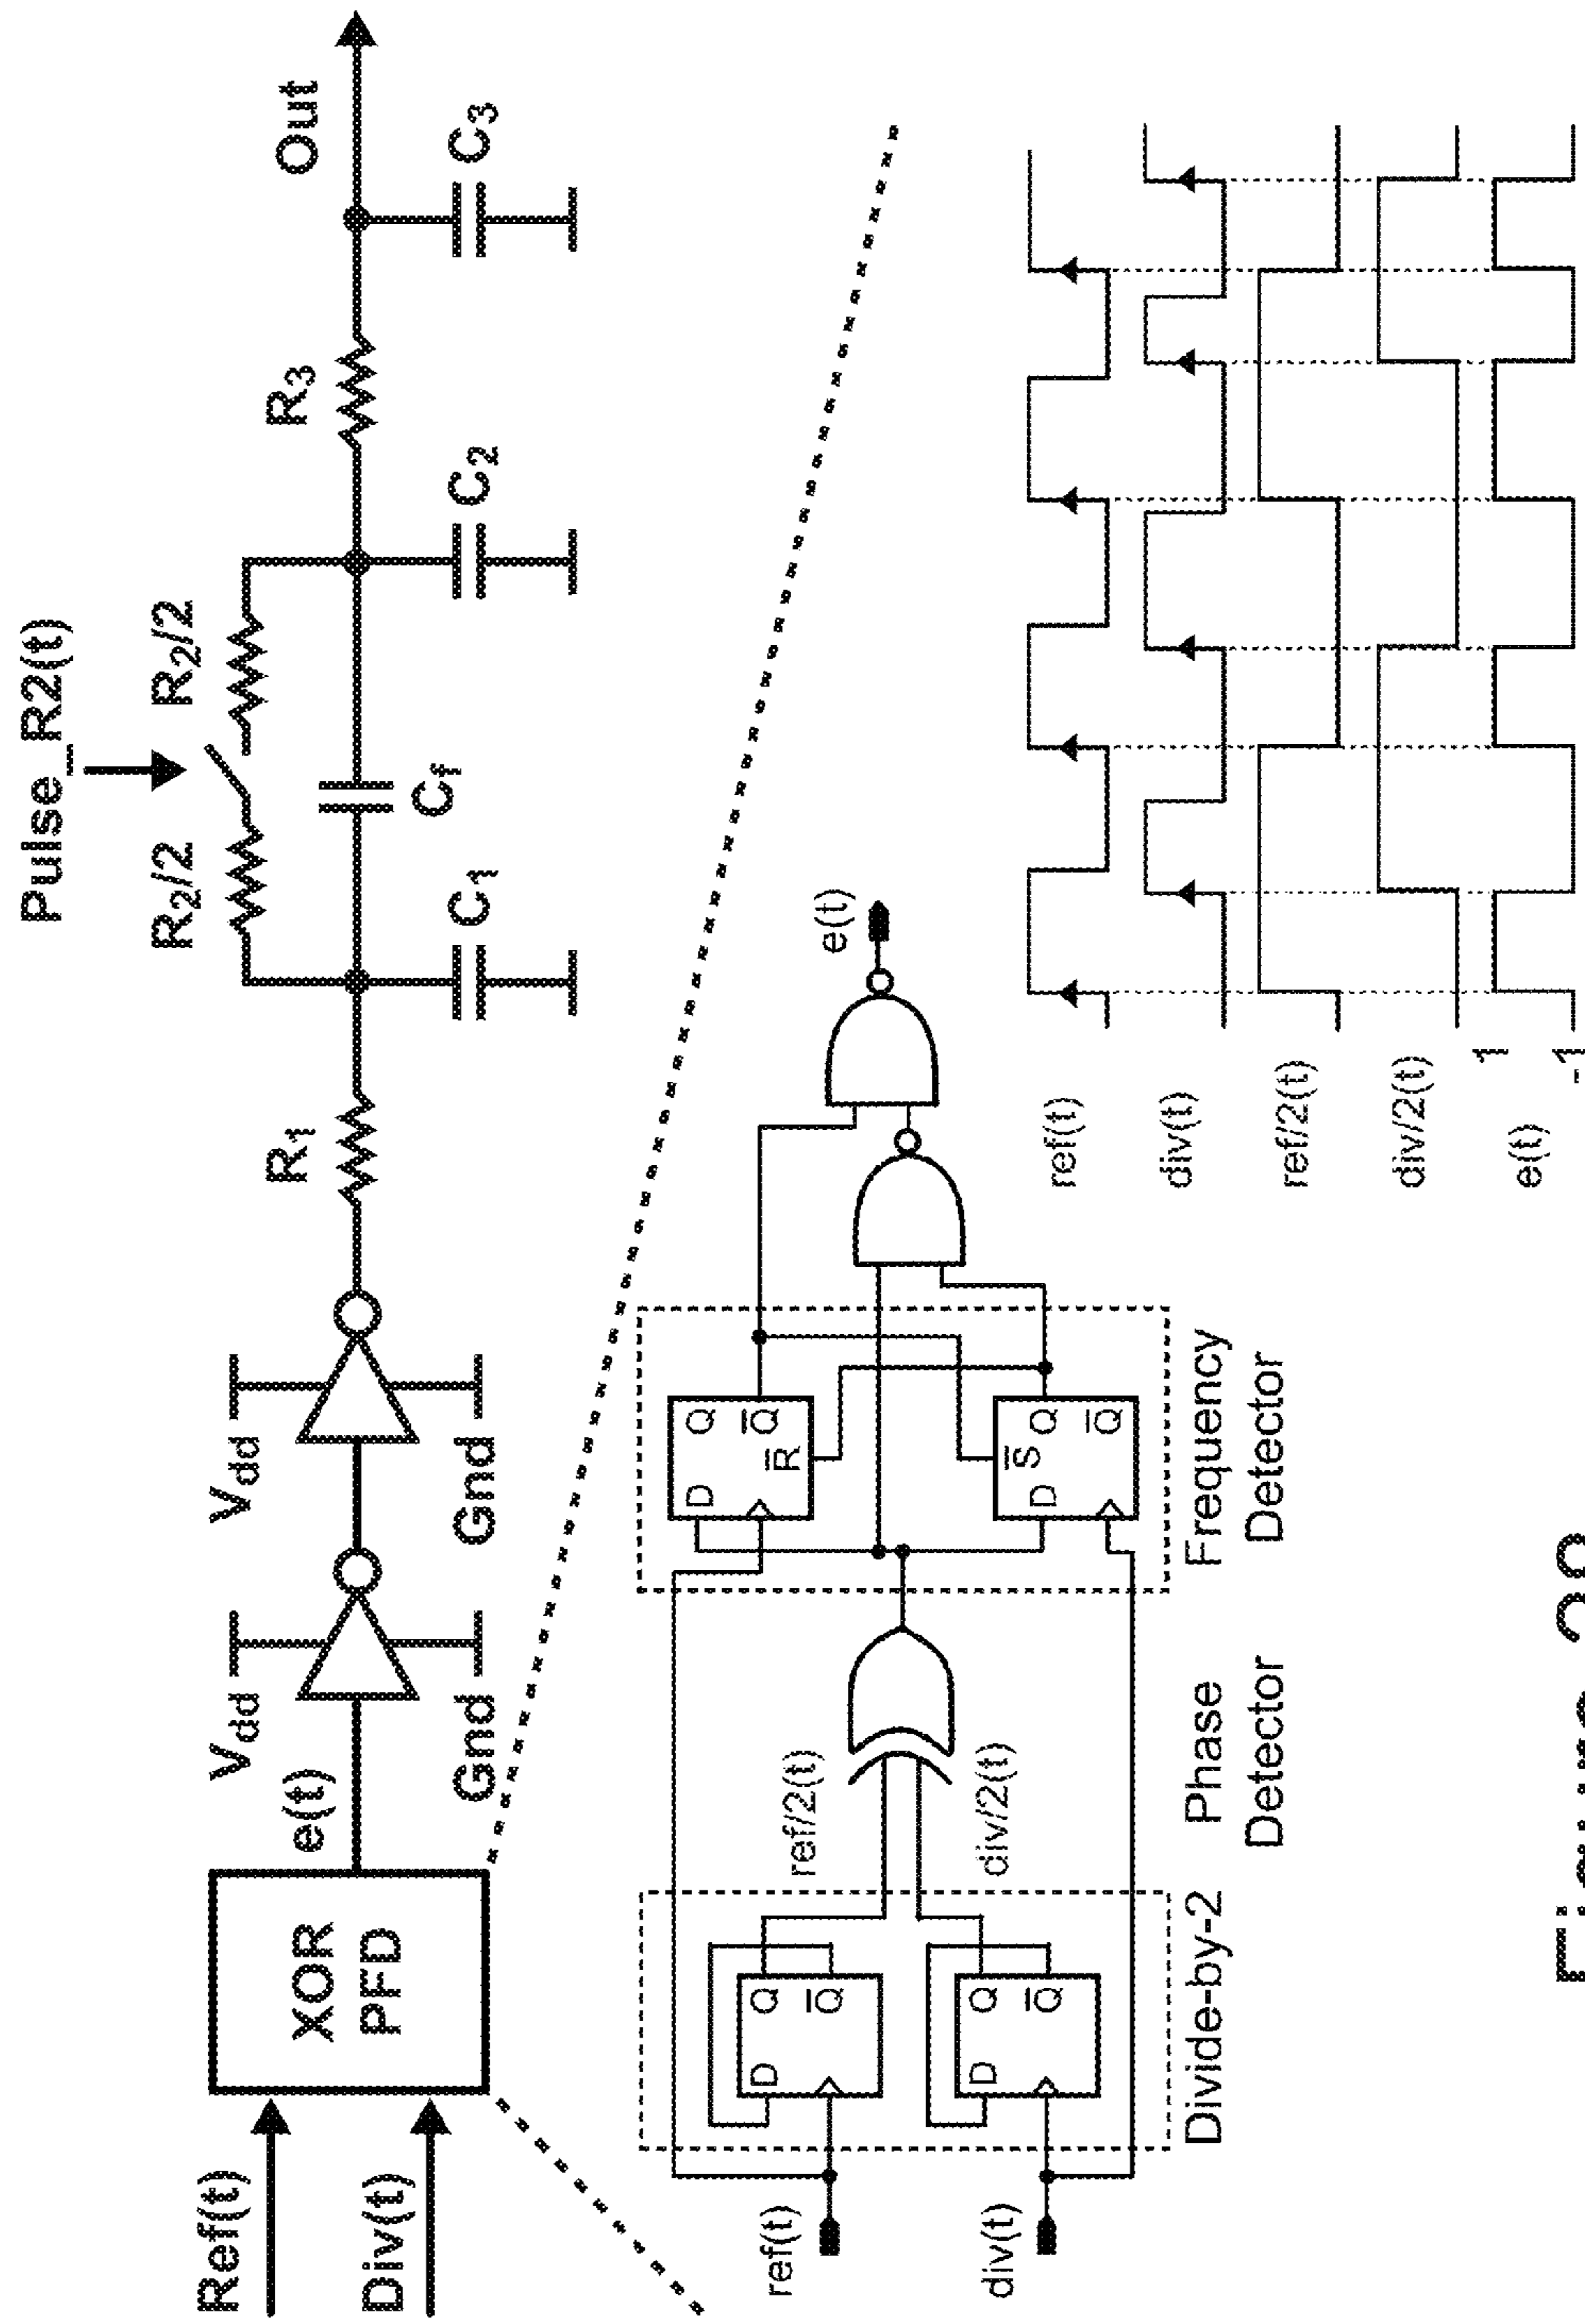 Pulse_R2(t)
R2/2
R2/2
Ref(t)
Div(t)
XOR
PFD
e(t)
Vdd
Gnd
Vdd
Gnd
R1
C1
Cf
C2
R3
C3
Out
ref(t)
div(t)
D
Q
Q̅
D
Q
Q̅
Divide-by-2
ref/2(t)
div/2(t)
Phase
Detector
D
Q
Q̅
R̅
S̅
D
Q
Q̅
Frequency
Detector
e(t)
ref(t)
div(t)
ref/2(t)
div/2(t)
1
e(t)
-1